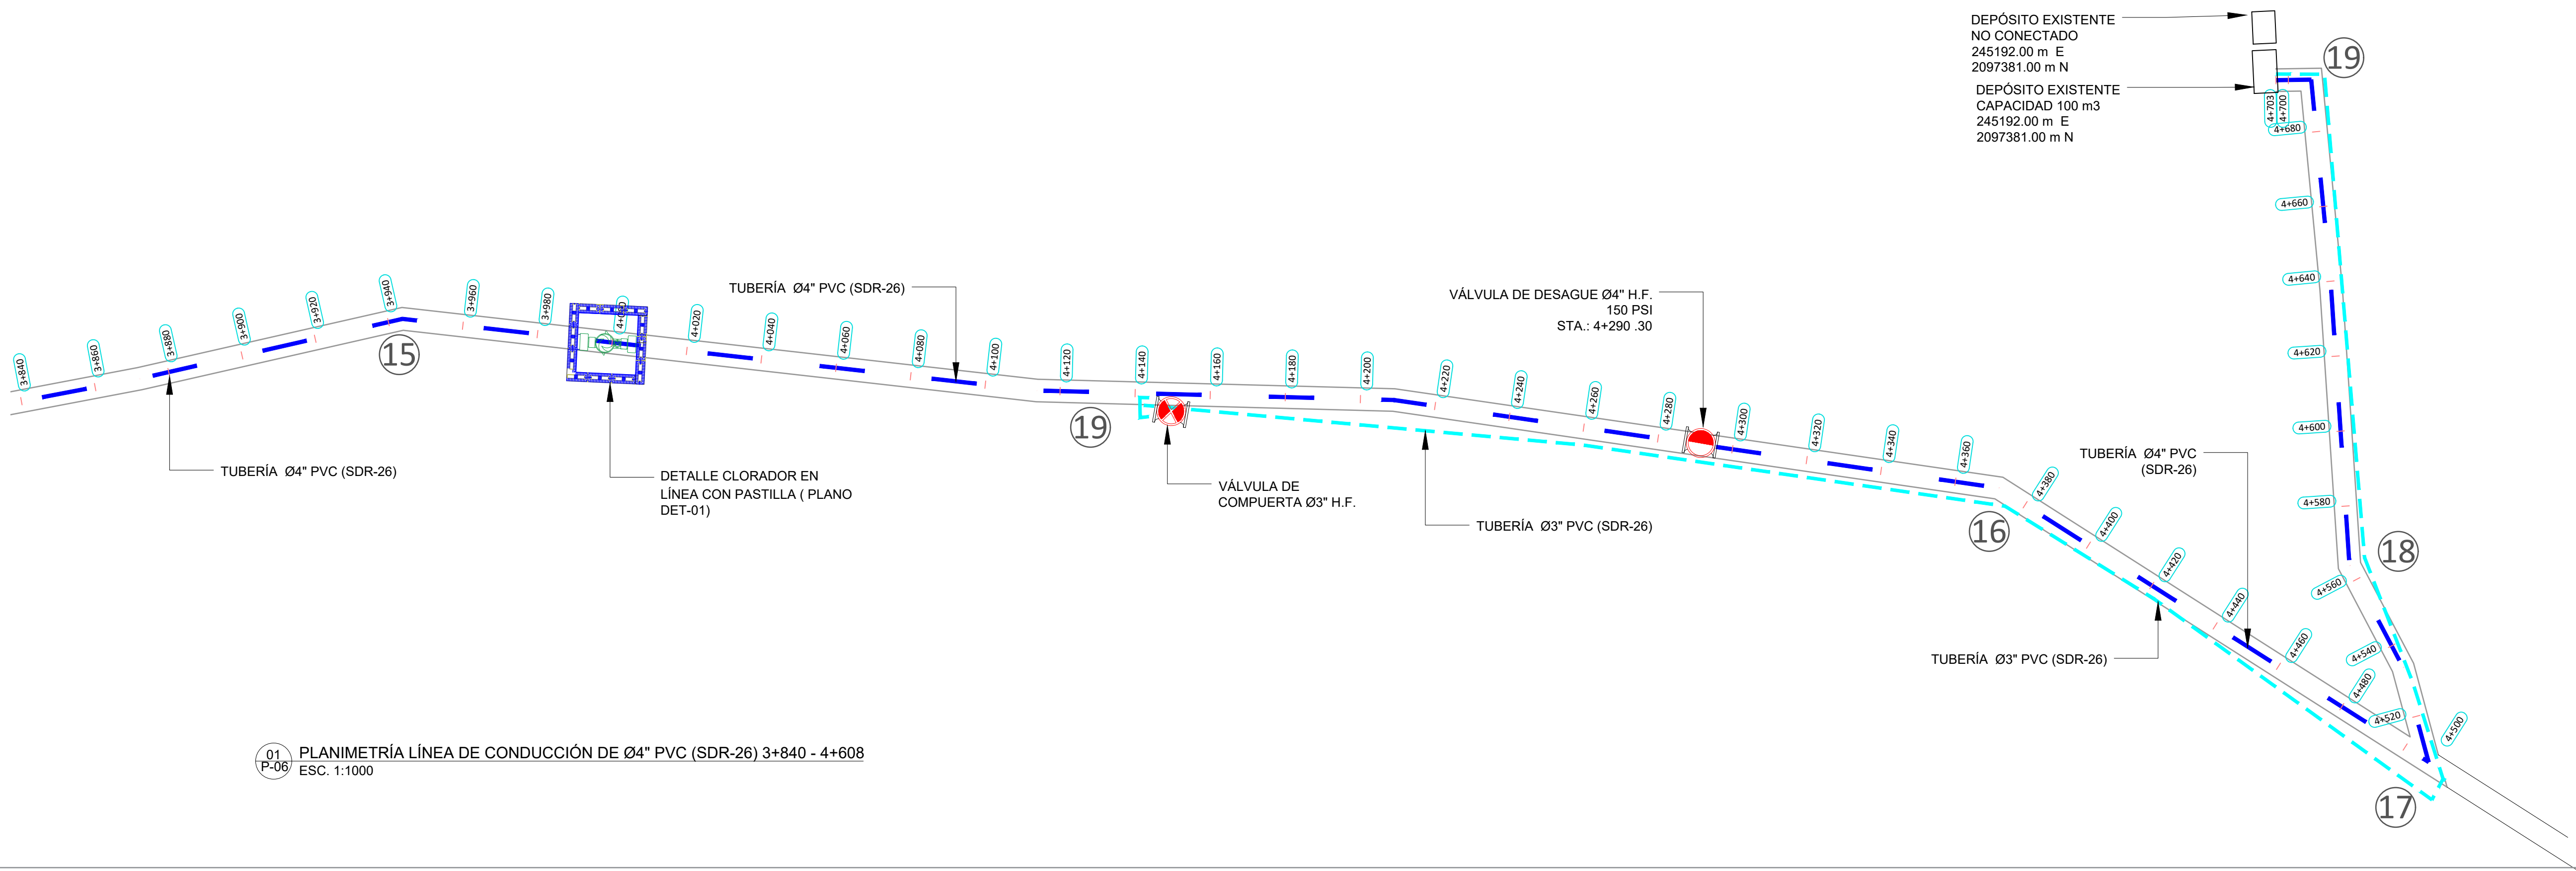 DEPÓSITO EXISTENTE
NO CONECTADO
245192.00 m  E
2097381.00 m N
19
DEPÓSITO EXISTENTE
CAPACIDAD 100 m3
245192.00 m  E
2097381.00 m N
4+703
4+700
4+680
4+660
4+640
4+620
4+600
4+580
18
4+560
4+540
4+520
4+500
3+840
3+860
3+880
3+900
3+920
3+940
3+960
3+980
4+020
4+040
4+060
4+080
4+100
4+120
4+140
4+160
4+180
4+200
4+220
4+240
4+260
4+280
4+300
4+320
4+340
4+360
4+380
4+400
4+420
4+440
4+460
4+480
TUBERÍA  Ø4" PVC (SDR-26)
VÁLVULA DE DESAGUE Ø4" H.F.
150 PSI
STA.: 4+290 .30
15
19
16
17
TUBERÍA  Ø4" PVC
(SDR-26)
TUBERÍA  Ø4" PVC (SDR-26)
DETALLE CLORADOR EN
LÍNEA CON PASTILLA ( PLANO
DET-01)
VÁLVULA DE
COMPUERTA Ø3" H.F.
TUBERÍA  Ø3" PVC (SDR-26)
TUBERÍA  Ø3" PVC (SDR-26)
01
P-06
PLANIMETRÍA LÍNEA DE CONDUCCIÓN DE Ø4" PVC (SDR-26) 3+840 - 4+608
ESC. 1:1000